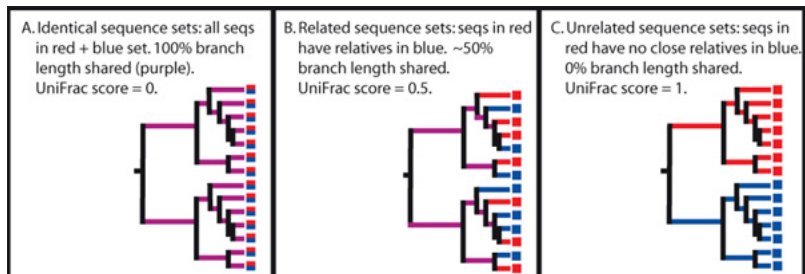 A. Identical sequence sets: all seqs
in red + blue set. 100% branch
length shared (purple).
UniFrac score = 0.
B. Related sequence sets: seqs in red
have relatives in blue. ~50%
branch length shared.
UniFrac score = 0.5.
C. Unrelated sequence sets: seqs in
red have no close relatives in blue.
0% branch length shared.
UniFrac score = 1.